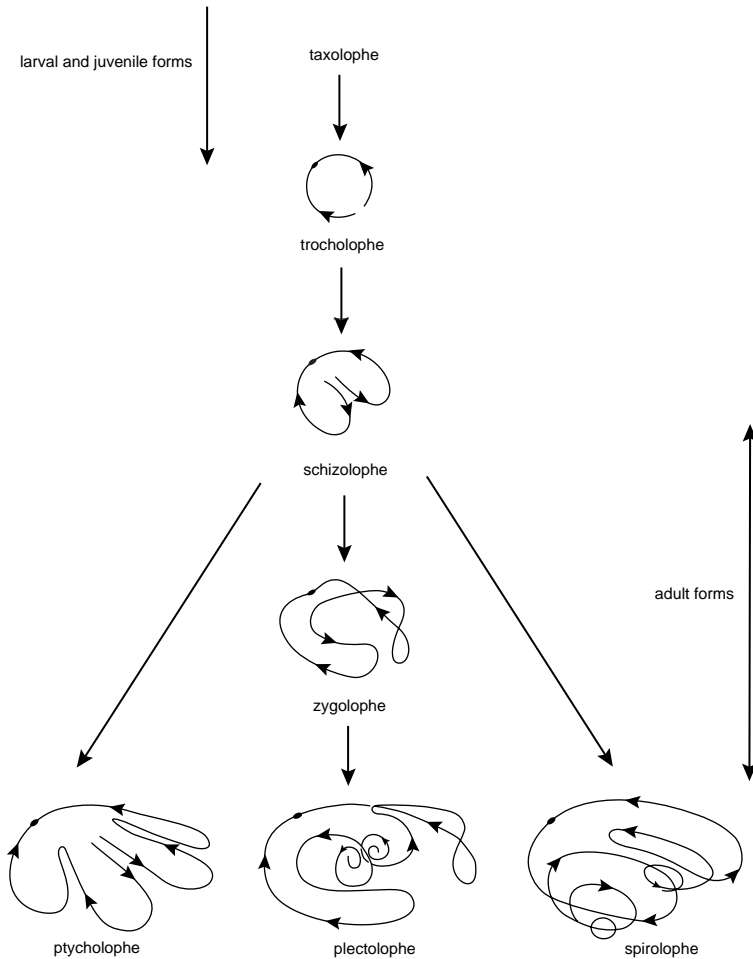 taxolophe
larval and juvenile forms
trocholophe
schizolophe
adult forms
zygolophe
ptycholophe
plectolophe
spirolophe